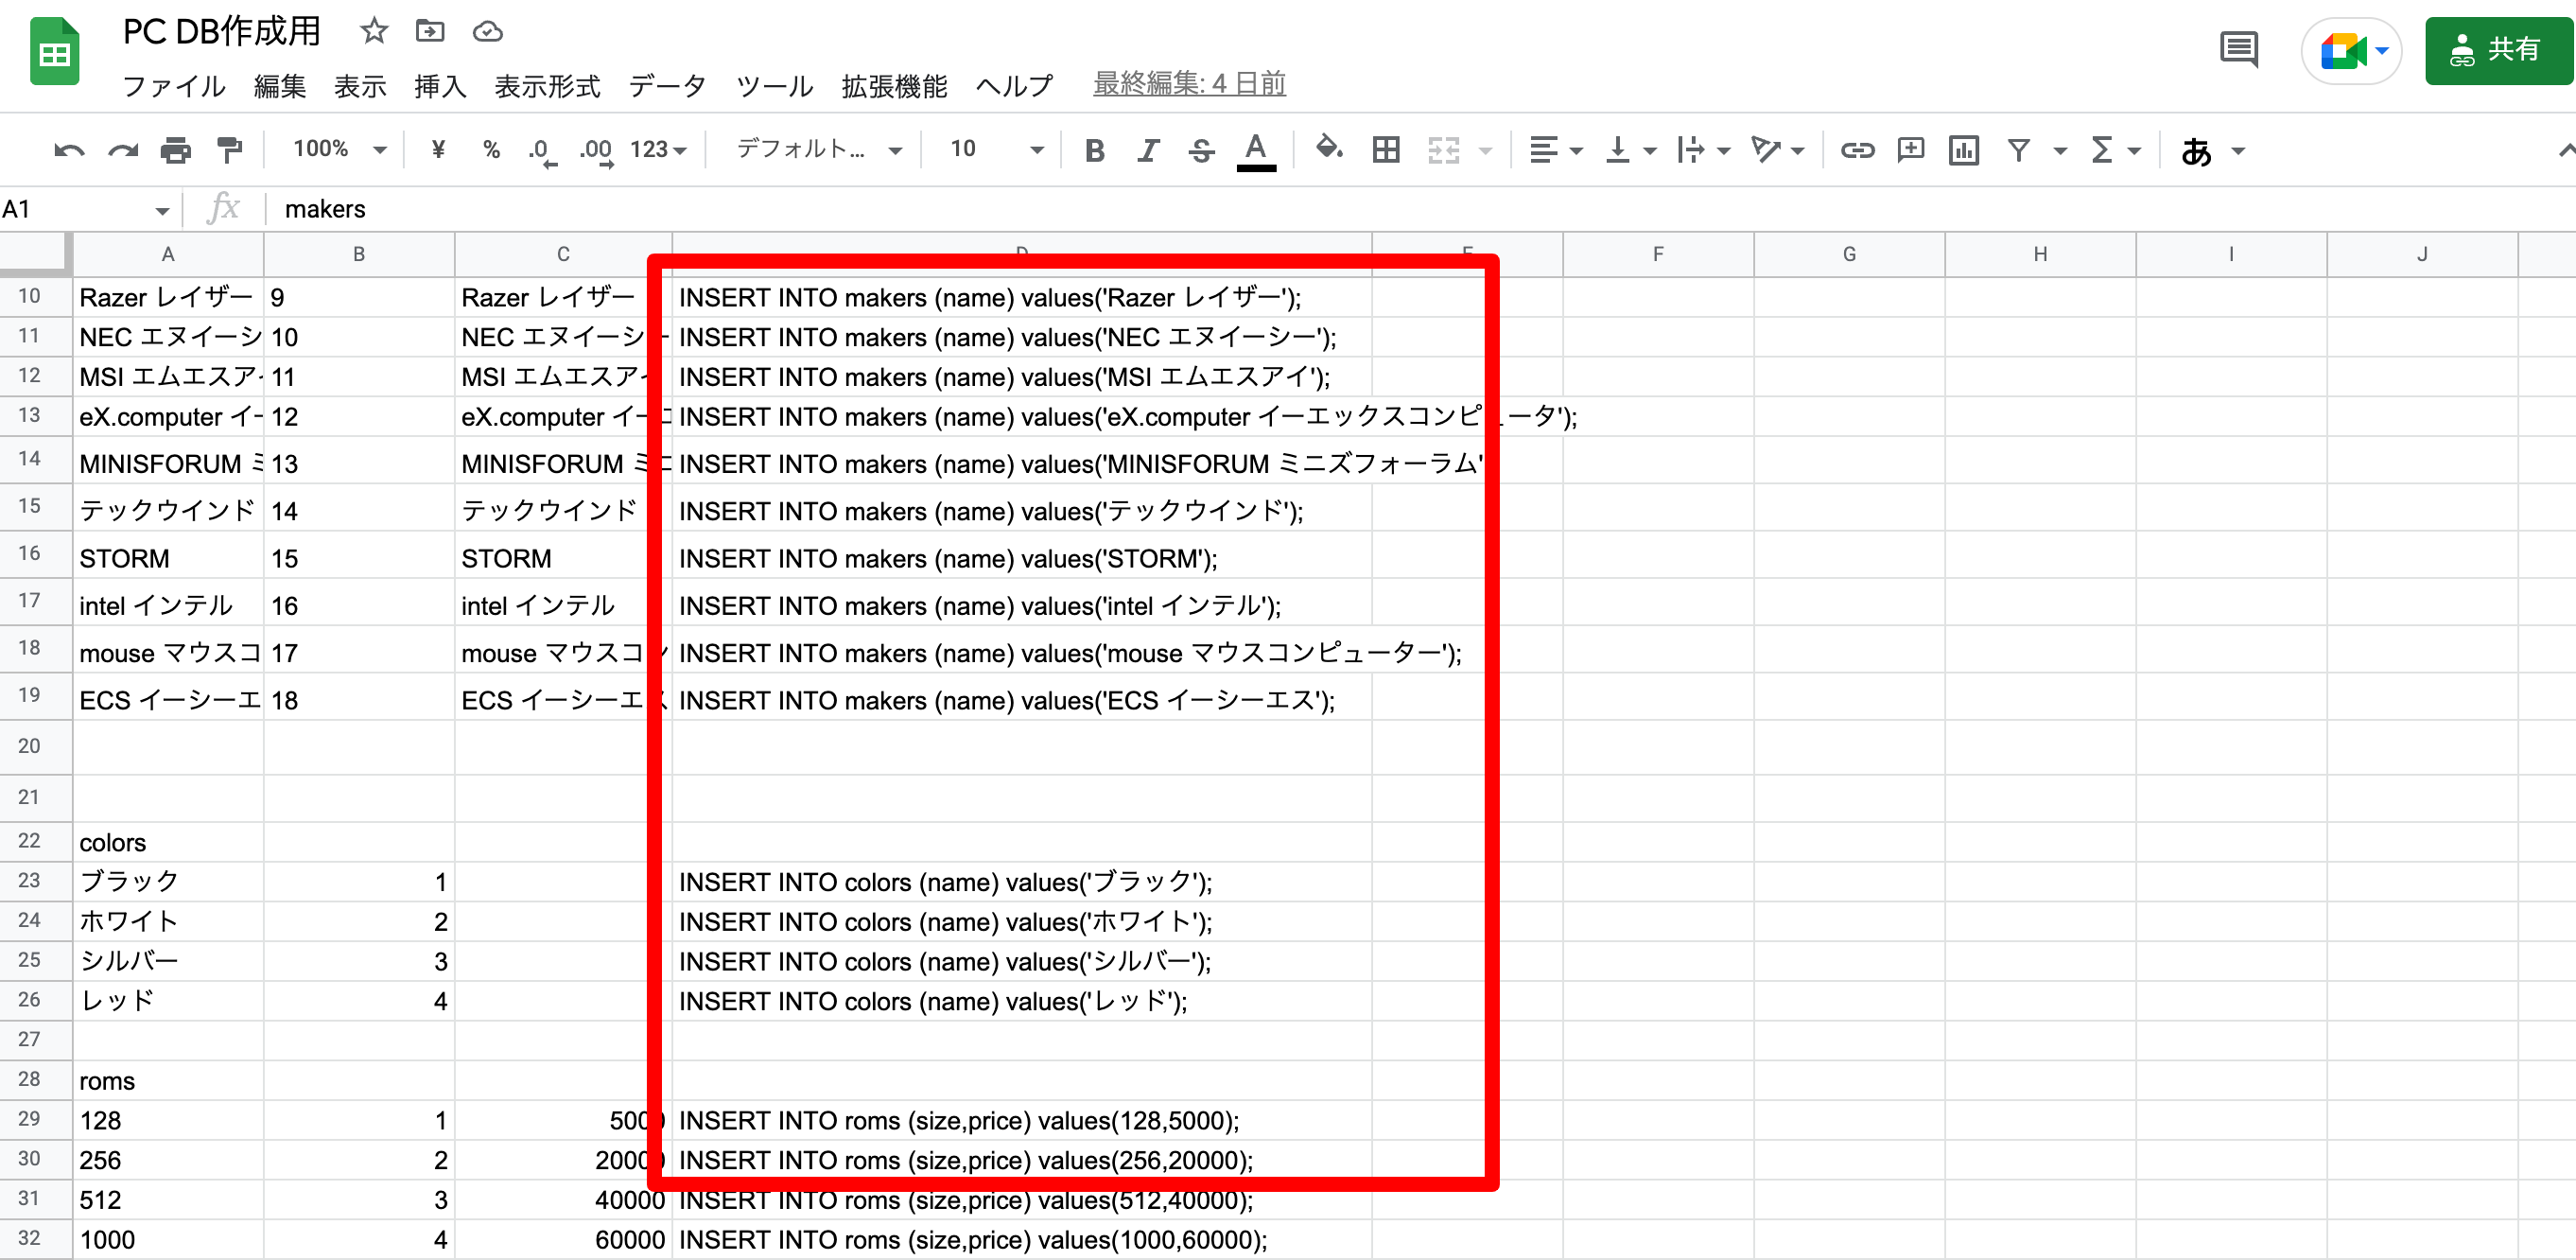 PC DB作成用
ファイル 編集 表示 挿入 表示形式 データ ツール 拡張機能 ヘルプ 最終編集: 4 日前
共有
100% ¥ % .0 .00 123 デフォルト... 10 B I S A Σ あ
A1 fx makers
A B C D E F G H I J
10 Razer レイザー 9 Razer レイザー INSERT INTO makers (name) values('Razer レイザー');
11 NEC エヌイーシ 10 NEC エヌイーシー INSERT INTO makers (name) values('NEC エヌイーシー');
12 MSI エムエスア 11 MSI エムエスアイ INSERT INTO makers (name) values('MSI エムエスアイ');
13 eX.computer イー 12 eX.computer イーエ INSERT INTO makers (name) values('eX.computer イーエックスコンピュータ');
14 MINISFORUM ミ 13 MINISFORUM ミニ INSERT INTO makers (name) values('MINISFORUM ミニズフォーラム'
15 テックウインド 14 テックウインド INSERT INTO makers (name) values('テックウインド');
16 STORM 15 STORM INSERT INTO makers (name) values('STORM');
17 intel インテル 16 intel インテル INSERT INTO makers (name) values('intel インテル');
18 mouse マウスコ 17 mouse マウスコン INSERT INTO makers (name) values('mouse マウスコンピューター');
19 ECS イーシーエ 18 ECS イーシーエス INSERT INTO makers (name) values('ECS イーシーエス');
20
21
22 colors
23 ブラック 1 INSERT INTO colors (name) values('ブラック');
24 ホワイト 2 INSERT INTO colors (name) values('ホワイト');
25 シルバー 3 INSERT INTO colors (name) values('シルバー');
26 レッド 4 INSERT INTO colors (name) values('レッド');
27
28 roms
29 128 1 5000 INSERT INTO roms (size,price) values(128,5000);
30 256 2 20000 INSERT INTO roms (size,price) values(256,20000);
31 512 3 40000 INSERT INTO roms (size,price) values(512,40000);
32 1000 4 60000 INSERT INTO roms (size,price) values(1000,60000);